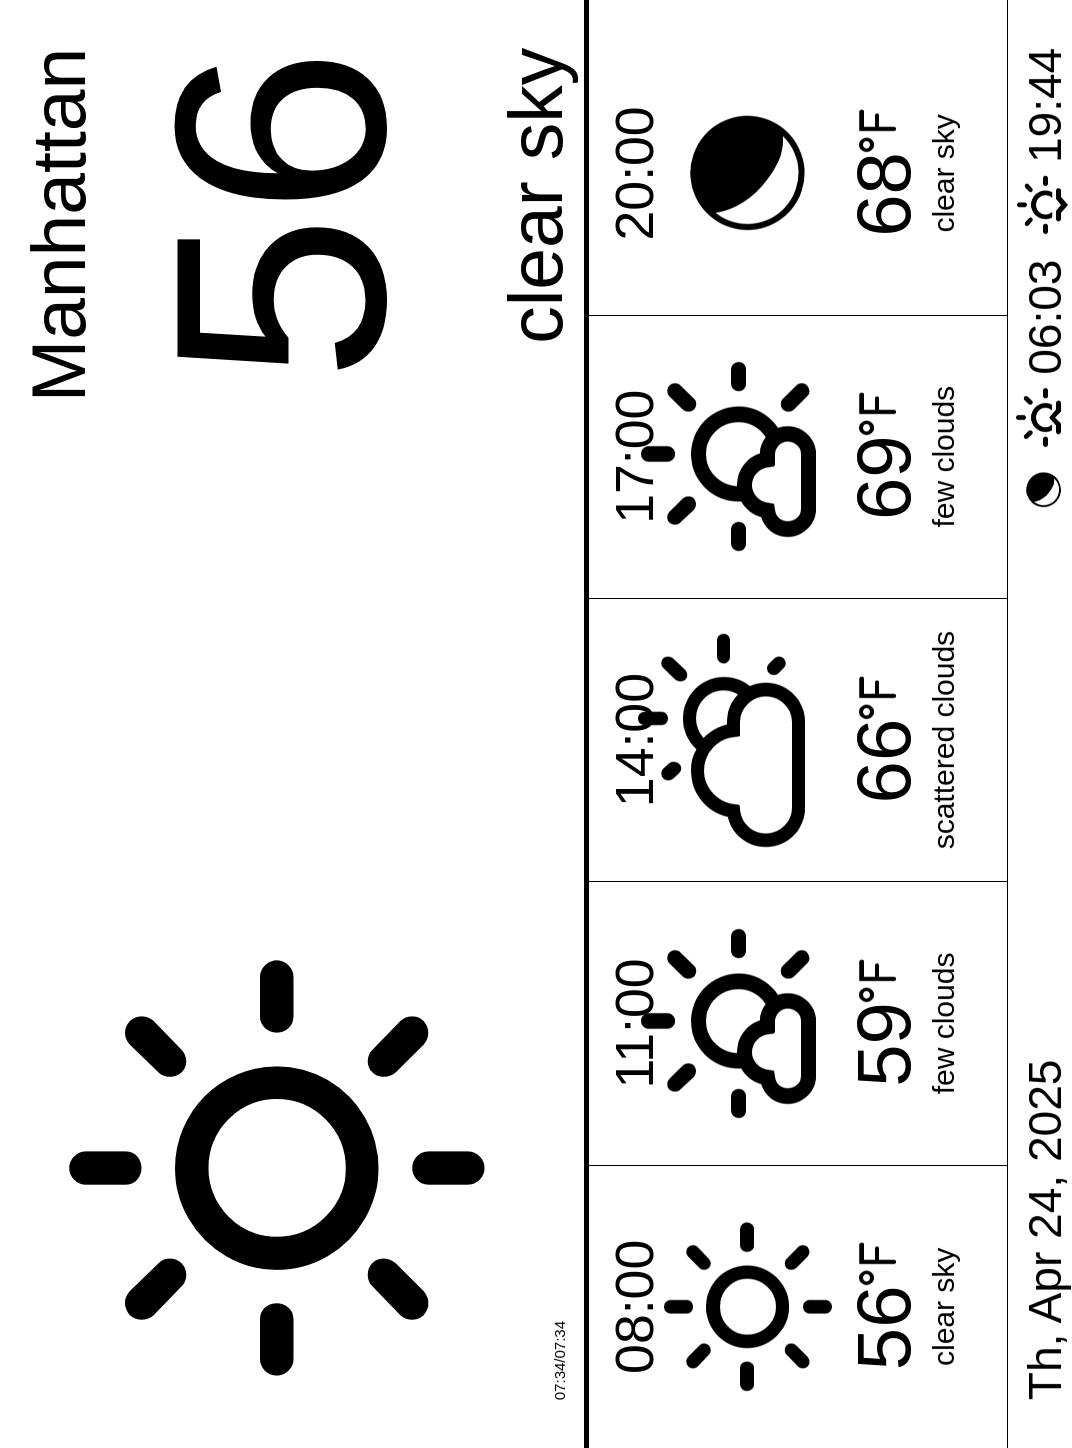 Manhattan
56
clear sky
07:34/07:34
08:00 11:00 14:00 17:00 20:00
56°F 59°F 66°F 69°F 68°F
clear sky few clouds scattered clouds few clouds clear sky
Th, Apr 24, 2025 06:03 19:44